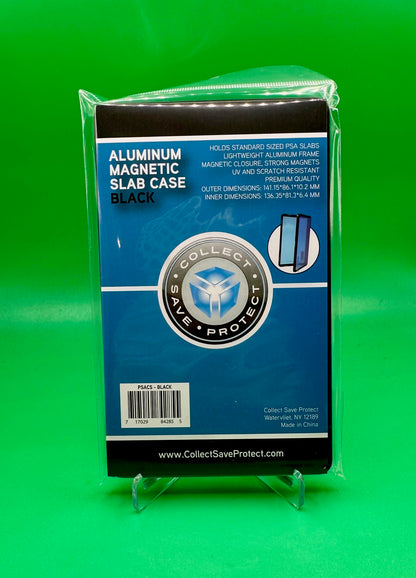 ALUMINUM
MAGNETIC
SLAB CASE
BLACK
HOLDS STANDARD SIZED PSA SLABS
LIGHTWEIGHT ALUMINUM FRAME
MAGNETIC CLOSURE, STRONG MAGNETS
UV AND SCRATCH RESISTANT
PREMIUM QUALITY
OUTER DIMENSIONS: 141.15*86.1*10.2 MM
INNER DIMENSIONS: 136.35*81.3*6.4 MM
• COLLECT •
SAVE • PROTECT
PSACS - BLACK
7 17029 84285 5
Collect Save Protect
Watervliet, NY 12189
Made in China
www.CollectSaveProtect.com